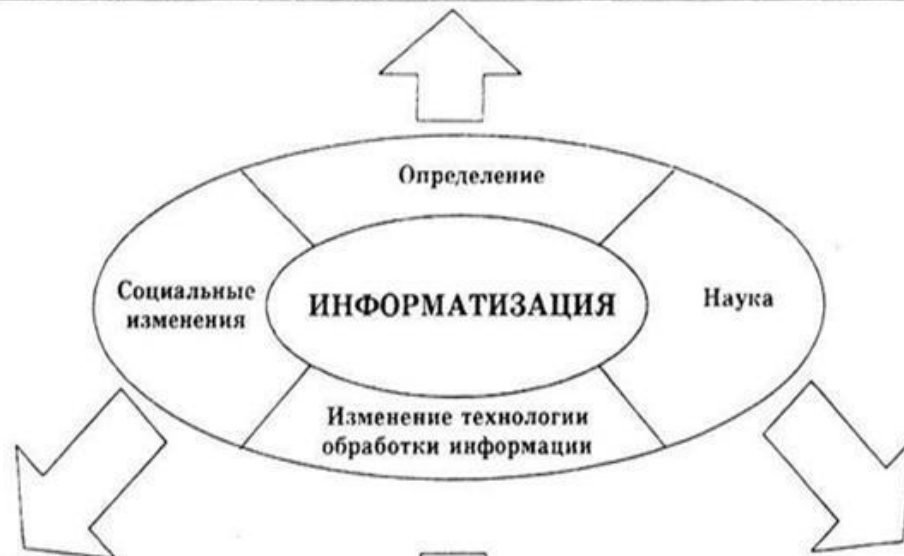 Определение
Социальные
изменения
ИНФОРМАТИЗАЦИЯ
Наука
Изменение технологии
обработки информации